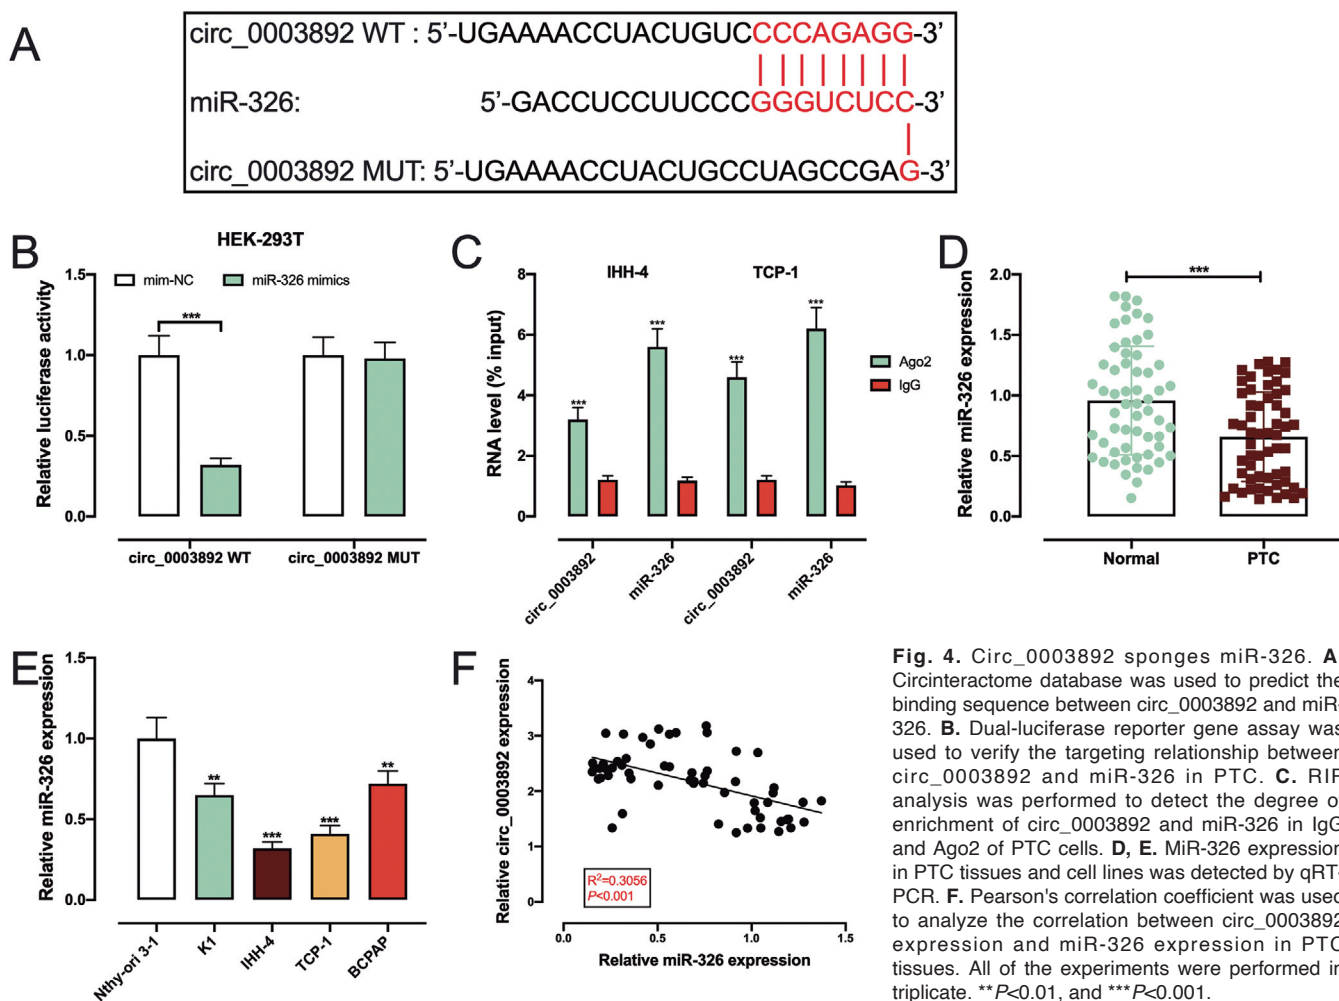 A
circ_0003892 WT : 5'-UGAAAACCUACUGUCCCCAGAGG-3'
miR-326: 5'-GACCUCCUUCCCGGGUCUCC-3'
circ_0003892 MUT: 5'-UGAAAACCUACUGCCUAGCCGAG-3'
B
HEK-293T
mim-NC
miR-326 mimics
***
Relative luciferase activity
1.5
1.0
0.5
0.0
circ_0003892 WT
circ_0003892 MUT
C
IHH-4
TCP-1
RNA level (% input)
8
6
4
2
0
***
***
***
***
Ago2
IgG
circ_0003892
miR-326
circ_0003892
miR-326
D
***
Relative miR-326 expression
2.0
1.5
1.0
0.5
0.0
Normal
PTC
E
Relative miR-326 expression
1.5
1.0
0.5
0.0
**
***
***
**
Nthy-ori 3-1
K1
IHH-4
TCP-1
BCPAP
F
Relative circ_0003892 expression
4
3
2
1
0
R²=0.3056
P<0.001
0.0
0.5
1.0
1.5
Relative miR-326 expression
Fig. 4. Circ_0003892 sponges miR-326. A.
Circinteractome database was used to predict the
binding sequence between circ_0003892 and miR-
326. B. Dual-luciferase reporter gene assay was
used to verify the targeting relationship between
circ_0003892 and miR-326 in PTC. C. RIP
analysis was performed to detect the degree of
enrichment of circ_0003892 and miR-326 in IgG
and Ago2 of PTC cells. D, E. MiR-326 expression
in PTC tissues and cell lines was detected by qRT-
PCR. F. Pearson's correlation coefficient was used
to analyze the correlation between circ_0003892
expression and miR-326 expression in PTC
tissues. All of the experiments were performed in
triplicate. **P<0.01, and ***P<0.001.